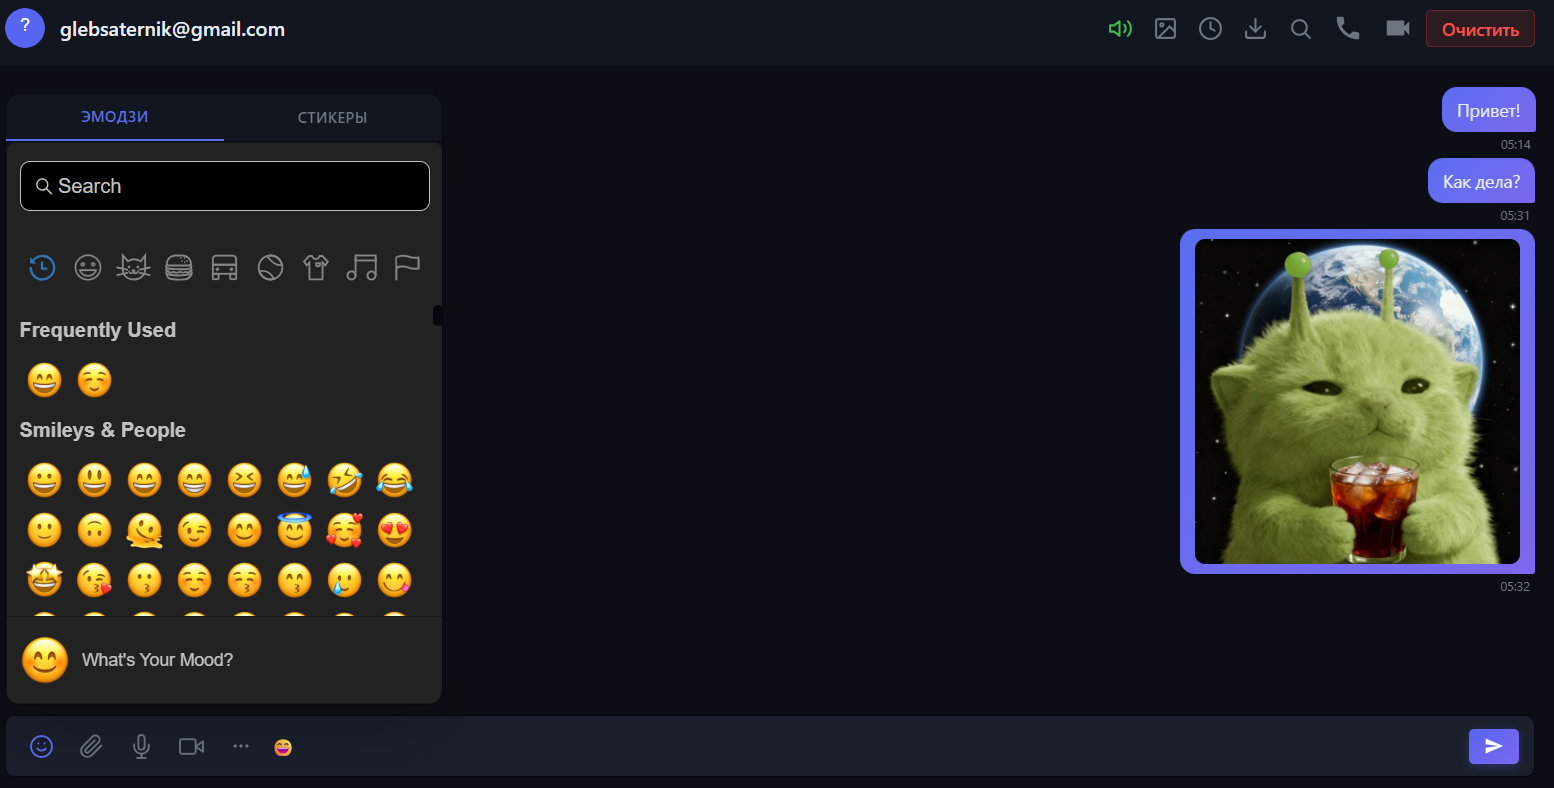 ?
glebsaternik@gmail.com
Очистить
ЭМОДЗИ
СТИКЕРЫ
Search
Frequently Used
Smileys & People
What's Your Mood?
Привет!
05:14
Как дела?
05:31
05:32